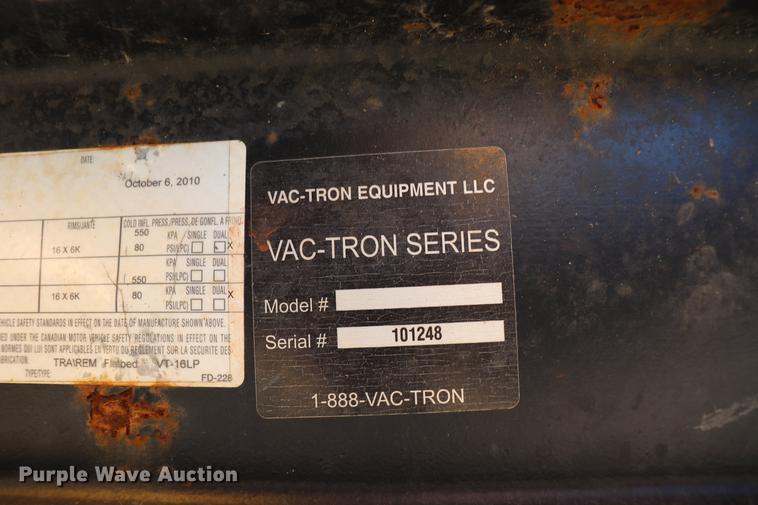 DATE:
October 6, 2010
RIMS/JANTE
COLD INFL. PRESS./PRESS. DE GONFL. A FROID
550 KPA SINGLE DUAL
16 X 6K 80 PSI(LPC) X
550 KPA SINGLE DUAL
16 X 6K 80 PSI(LPC) X
VEHICLE SAFETY STANDARDS IN EFFECT ON THE DATE OF MANUFACTURE SHOWN ABOVE.
UNDER THE CANADIAN MOTOR VEHICLE SAFETY REGULATIONS IN EFFECT ON THE
NORMES QUI LUI SONT APPLICABLES EN VERTU DU REGLEMENT SUR LA SECURITE DES
TYPE/TYPE: TRA\REM Flatbed VT-16LP
FD-228
VAC-TRON EQUIPMENT LLC
VAC-TRON SERIES
Model #
Serial # 101248
1-888-VAC-TRON
Purple Wave Auction